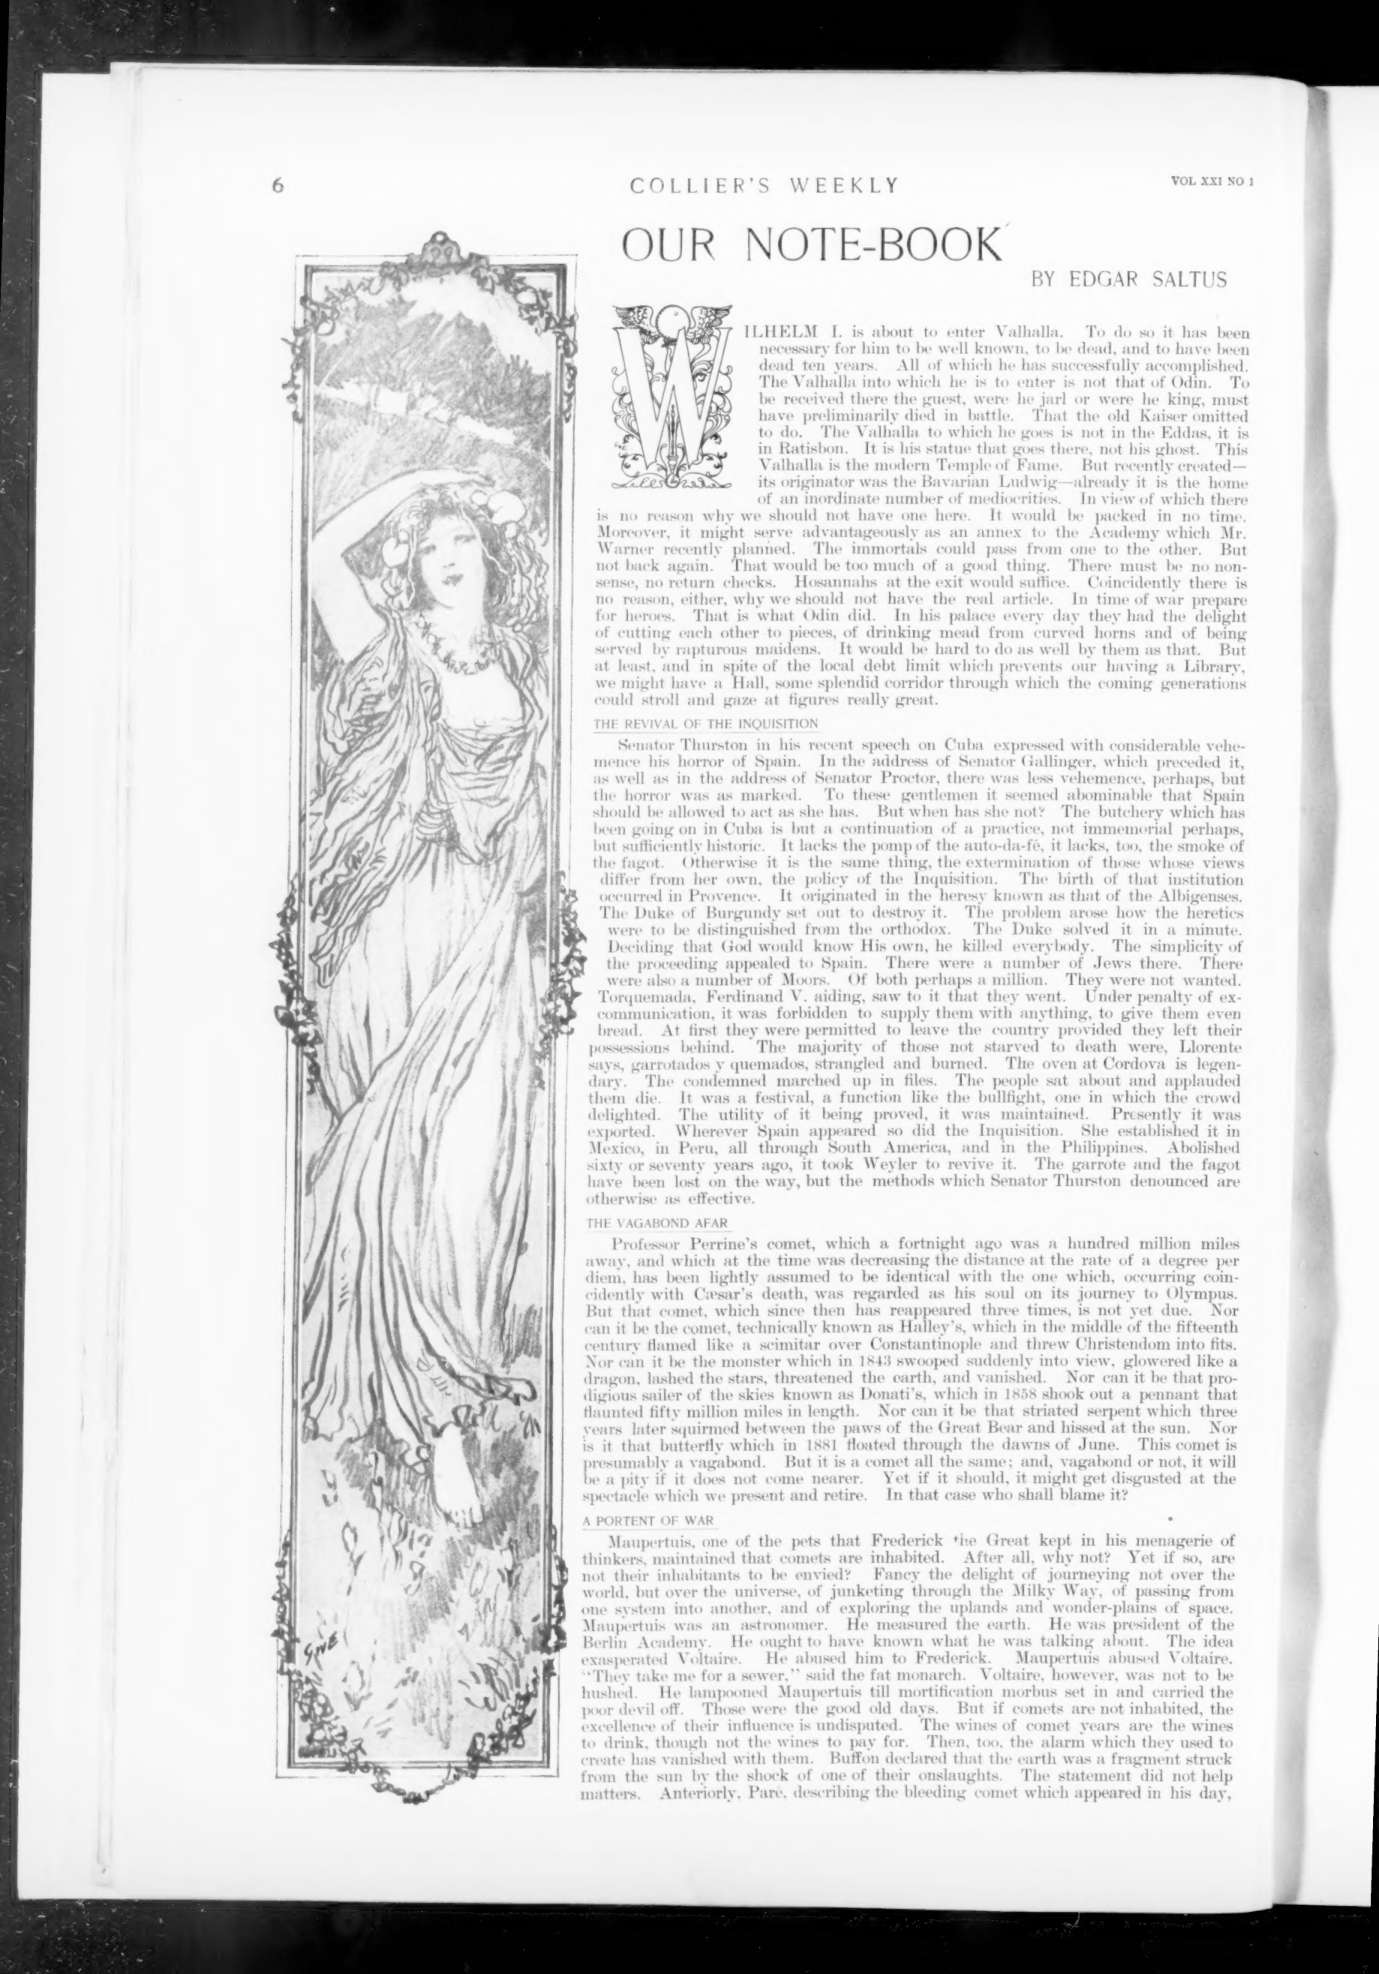 6
COLLIER'S WEEKLY
VOL XXI NO 1
OUR NOTE-BOOK
BY EDGAR SALTUS
WILHELM I. is about to enter Valhalla. To do so it has been
necessary for him to be well known, to be dead, and to have been
dead ten years. All of which he has successfully accomplished.
The Valhalla into which he is to enter is not that of Odin. To
be received there the guest, were he jarl or were he king, must
have preliminarily died in battle. That the old Kaiser omitted
to do. The Valhalla to which he goes is not in the Eddas, it is
in Ratisbon. It is his statue that goes there, not his ghost. This
Valhalla is the modern Temple of Fame. But recently created—
its originator was the Bavarian Ludwig—already it is the home
of an inordinate number of mediocrities. In view of which there
is no reason why we should not have one here. It would be packed in no time.
Moreover, it might serve advantageously as an annex to the Academy which Mr.
Warner recently planned. The immortals could pass from one to the other. But
not back again. That would be too much of a good thing. There must be no non-
sense, no return checks. Hosannahs at the exit would suffice. Coincidently there is
no reason, either, why we should not have the real article. In time of war prepare
for heroes. That is what Odin did. In his palace every day they had the delight
of cutting each other to pieces, of drinking mead from curved horns and of being
served by rapturous maidens. It would be hard to do as well by them as that. But
at least, and in spite of the local debt limit which prevents our having a Library,
we might have a Hall, some splendid corridor through which the coming generations
could stroll and gaze at figures really great.
THE REVIVAL OF THE INQUISITION
Senator Thurston in his recent speech on Cuba expressed with considerable vehe-
mence his horror of Spain. In the address of Senator Gallinger, which preceded it,
as well as in the address of Senator Proctor, there was less vehemence, perhaps, but
the horror was as marked. To these gentlemen it seemed abominable that Spain
should be allowed to act as she has. But when has she not? The butchery which has
been going on in Cuba is but a continuation of a practice, not immemorial perhaps,
but sufficiently historic. It lacks the pomp of the auto-da-fé, it lacks, too, the smoke of
the fagot. Otherwise it is the same thing, the extermination of those whose views
differ from her own, the policy of the Inquisition. The birth of that institution
occurred in Provence. It originated in the heresy known as that of the Albigenses.
The Duke of Burgundy set out to destroy it. The problem arose how the heretics
were to be distinguished from the orthodox. The Duke solved it in a minute.
Deciding that God would know His own, he killed everybody. The simplicity of
the proceeding appealed to Spain. There were a number of Jews there. There
were also a number of Moors. Of both perhaps a million. They were not wanted.
Torquemada, Ferdinand V. aiding, saw to it that they went. Under penalty of ex-
communication, it was forbidden to supply them with anything, to give them even
bread. At first they were permitted to leave the country provided they left their
possessions behind. The majority of those not starved to death were, Llorente
says, garrotados y quemados, strangled and burned. The oven at Cordova is legen-
dary. The condemned marched up in files. The people sat about and applauded
them die. It was a festival, a function like the bullfight, one in which the crowd
delighted. The utility of it being proved, it was maintained. Presently it was
exported. Wherever Spain appeared so did the Inquisition. She established it in
Mexico, in Peru, all through South America, and in the Philippines. Abolished
sixty or seventy years ago, it took Weyler to revive it. The garrote and the fagot
have been lost on the way, but the methods which Senator Thurston denounced are
otherwise as effective.
THE VAGABOND AFAR
Professor Perrine's comet, which a fortnight ago was a hundred million miles
away, and which at the time was decreasing the distance at the rate of a degree per
diem, has been lightly assumed to be identical with the one which, occurring coin-
cidently with Cæsar's death, was regarded as his soul on its journey to Olympus.
But that comet, which since then has reappeared three times, is not yet due. Nor
can it be the comet, technically known as Halley's, which in the middle of the fifteenth
century flamed like a scimitar over Constantinople and threw Christendom into fits.
Nor can it be the monster which in 1843 swooped suddenly into view, glowered like a
dragon, lashed the stars, threatened the earth, and vanished. Nor can it be that pro-
digious sailer of the skies known as Donati's, which in 1858 shook out a pennant that
flaunted fifty million miles in length. Nor can it be that striated serpent which three
years later squirmed between the paws of the Great Bear and hissed at the sun. Nor
is it that butterfly which in 1881 floated through the dawns of June. This comet is
presumably a vagabond. But it is a comet all the same; and, vagabond or not, it will
be a pity if it does not come nearer. Yet if it should, it might get disgusted at the
spectacle which we present and retire. In that case who shall blame it?
A PORTENT OF WAR
Maupertuis, one of the pets that Frederick the Great kept in his menagerie of
thinkers, maintained that comets are inhabited. After all, why not? Yet if so, are
not their inhabitants to be envied? Fancy the delight of journeying not over the
world, but over the universe, of junketing through the Milky Way, of passing from
one system into another, and of exploring the uplands and wonder-plains of space.
Maupertuis was an astronomer. He measured the earth. He was president of the
Berlin Academy. He ought to have known what he was talking about. The idea
exasperated Voltaire. He abused him to Frederick. Maupertuis abused Voltaire.
"They take me for a sewer," said the fat monarch. Voltaire, however, was not to be
hushed. He lampooned Maupertuis till mortification morbus set in and carried the
poor devil off. Those were the good old days. But if comets are not inhabited, the
excellence of their influence is undisputed. The wines of comet years are the wines
to drink, though not the wines to pay for. Then, too, the alarm which they used to
create has vanished with them. Buffon declared that the earth was a fragment struck
from the sun by the shock of one of their onslaughts. The statement did not help
matters. Anteriorly, Paré, describing the bleeding comet which appeared in his day,